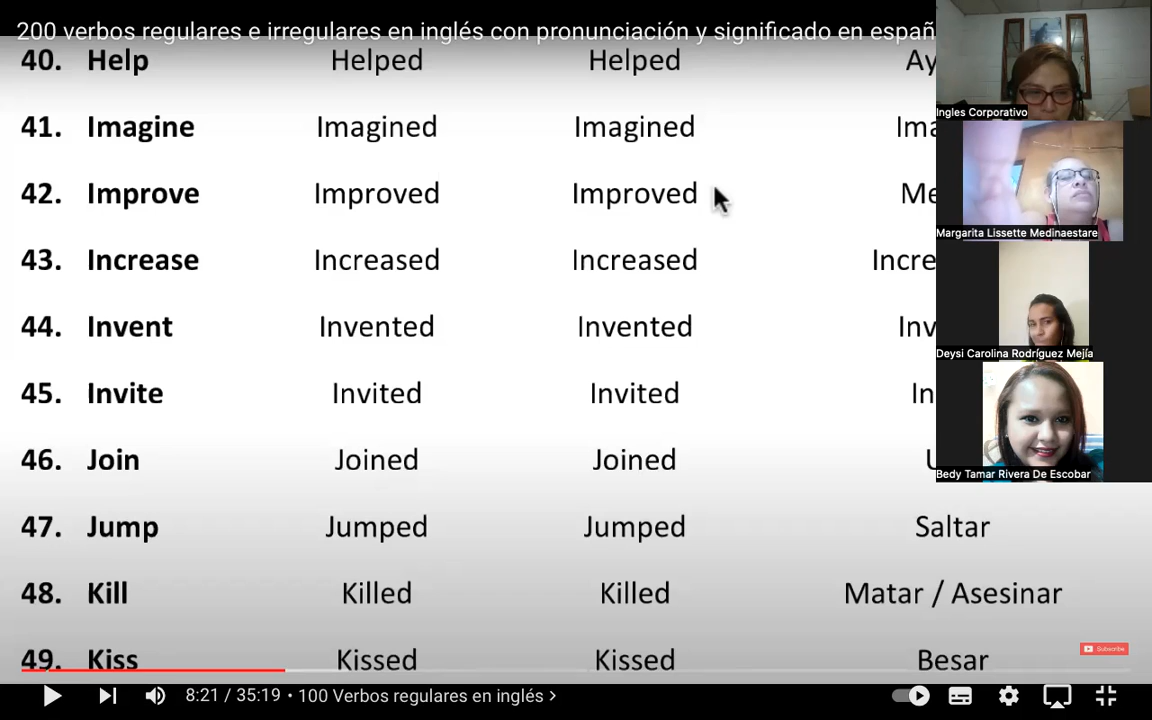 200 verbos regulares e irregulares en inglés con pronunciación y significado en españ
40. Help Helped Helped Ay
41. Imagine Imagined Imagined Ima
42. Improve Improved Improved Me
43. Increase Increased Increased Incre
44. Invent Invented Invented Inv
45. Invite Invited Invited In
46. Join Joined Joined U
47. Jump Jumped Jumped Saltar
48. Kill Killed Killed Matar / Asesinar
49. Kiss Kissed Kissed Besar
Ingles Corporativo
Margarita Lissette Medinaestare
Deysi Carolina Rodríguez Mejía
Bedy Tamar Rivera De Escobar
Subscribe
8:21 / 35:19 • 100 Verbos regulares en inglés >